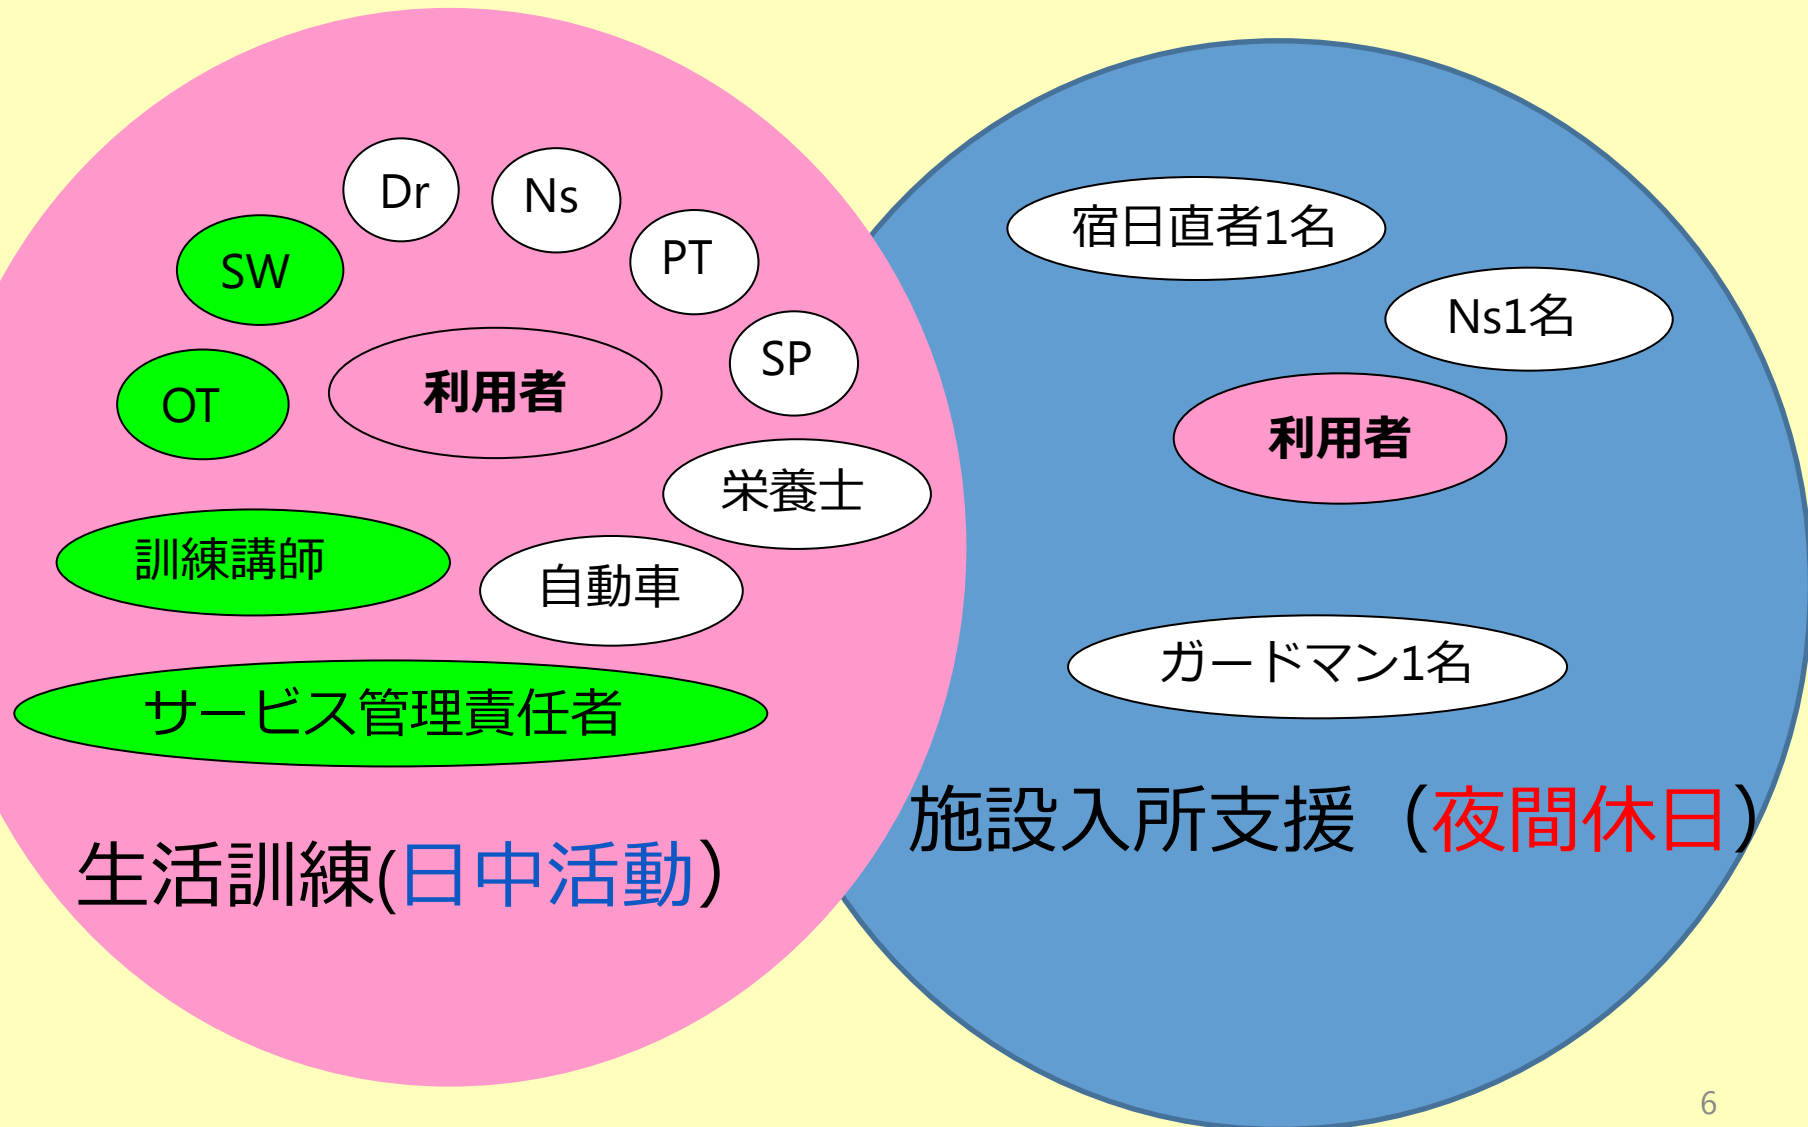 Dr
Ns
PT
SW
SP
OT
利用者
栄養士
訓練講師
自動車
サービス管理責任者
生活訓練(日中活動）
宿日直者1名
Ns1名
利用者
ガードマン1名
施設入所支援（夜間休日）
6